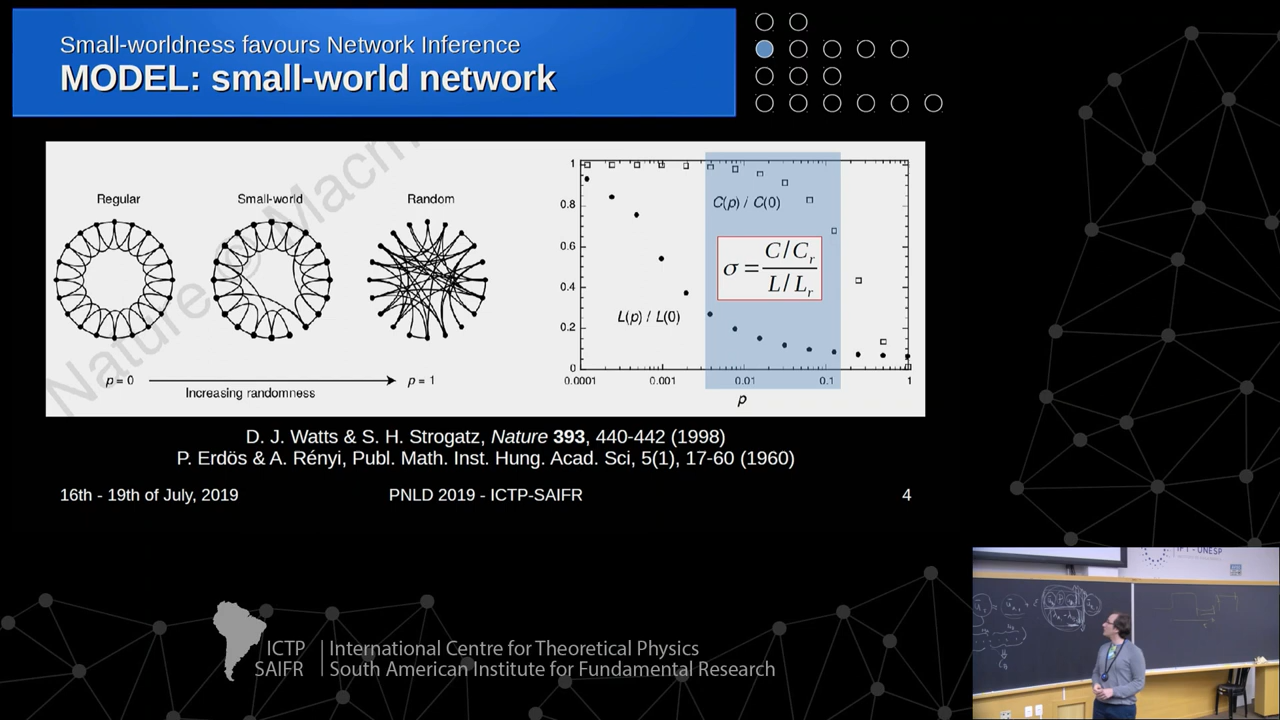 Small-worldness favours Network Inference
MODEL: small-world network
Nature © Macm
Regular
Small-world
Random
p = 0
Increasing randomness
p = 1
1
0.8
0.6
0.4
0.2
0
C(p) / C(0)
σ = C/C_r / L/L_r
L(p) / L(0)
0.0001
0.001
0.01
0.1
1
p
D. J. Watts & S. H. Strogatz, Nature 393, 440-442 (1998)
P. Erdös & A. Rényi, Publ. Math. Inst. Hung. Acad. Sci, 5(1), 17-60 (1960)
16th - 19th of July, 2019
PNLD 2019 - ICTP-SAIFR
4
IFT - UNESP
ICTP
SAIFR
International Centre for Theoretical Physics
South American Institute for Fundamental Research